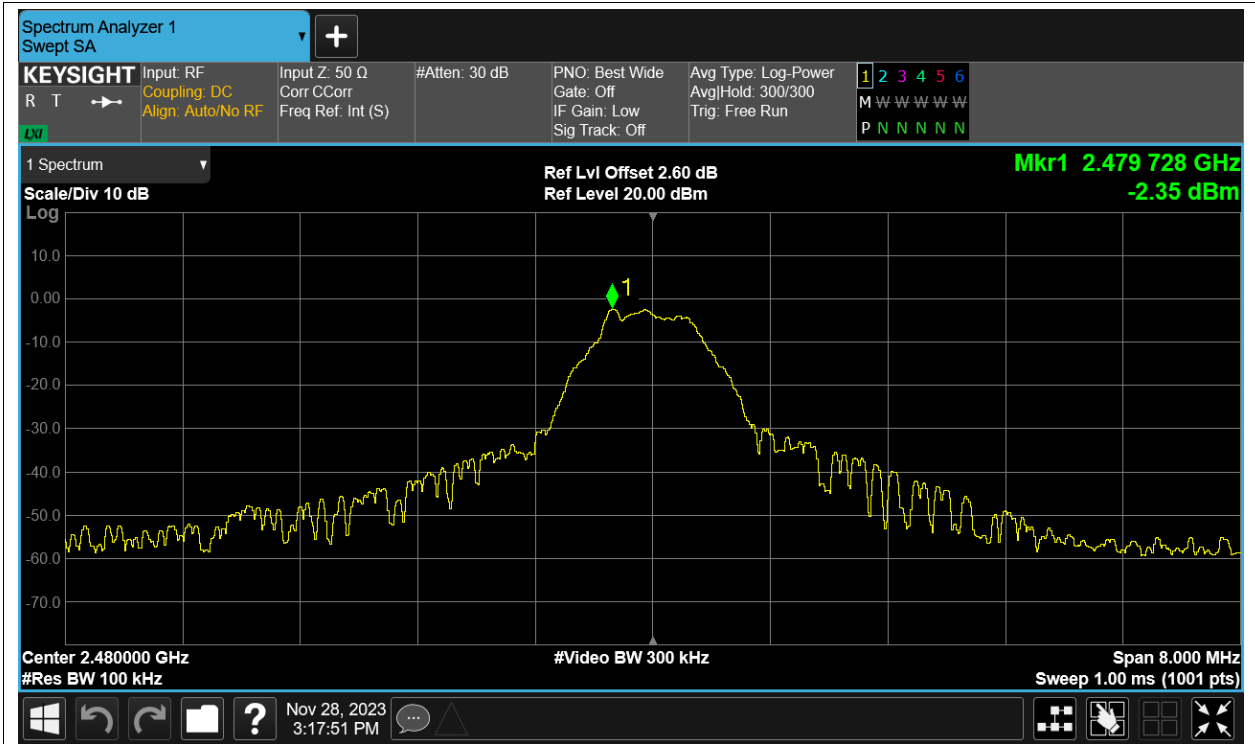 Spectrum Analyzer 1
Swept SA
KEYSIGHT
R T
LXI
Input: RF
Coupling: DC
Align: Auto/No RF
Input Z: 50 Ω
Corr CCorr
Freq Ref: Int (S)
#Atten: 30 dB
PNO: Best Wide
Gate: Off
IF Gain: Low
Sig Track: Off
Avg Type: Log-Power
Avg|Hold: 300/300
Trig: Free Run
1 2 3 4 5 6
M W W W W W
P N N N N N
1 Spectrum
Scale/Div 10 dB
Log
Ref Lvl Offset 2.60 dB
Ref Level 20.00 dBm
Mkr1 2.479 728 GHz
-2.35 dBm
10.0
0.00
-10.0
-20.0
-30.0
-40.0
-50.0
-60.0
-70.0
1
Center 2.480000 GHz
#Res BW 100 kHz
#Video BW 300 kHz
Span 8.000 MHz
Sweep 1.00 ms (1001 pts)
?
Nov 28, 2023
3:17:51 PM